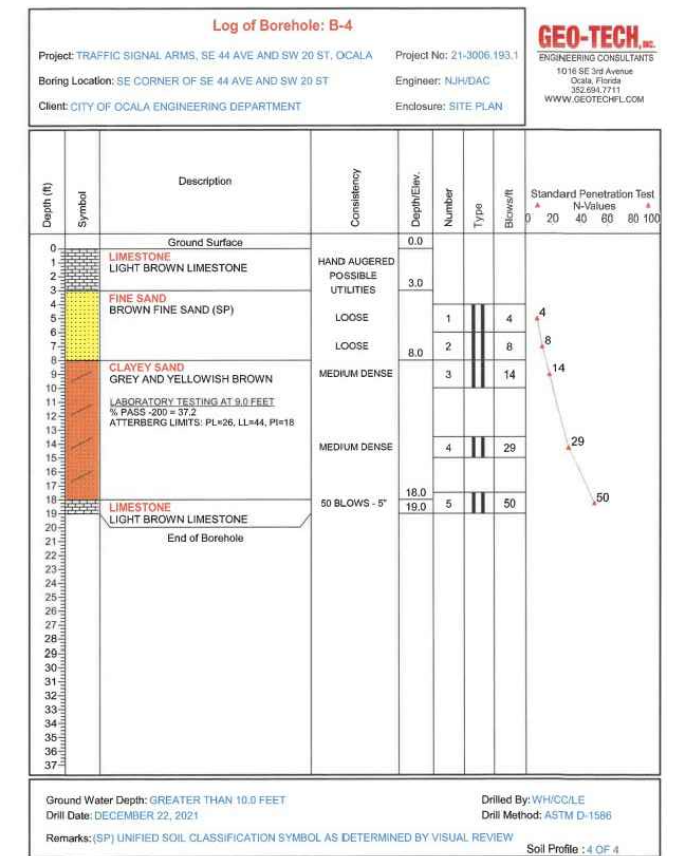 Log of Borehole: B-4
Project: TRAFFIC SIGNAL ARMS, SE 44 AVE AND SW 20 ST, OCALA Project No: 21-3006.193.1
Boring Location: SE CORNER OF SE 44 AVE AND SW 20 ST Engineer: NJH/DAC
Client: CITY OF OCALA ENGINEERING DEPARTMENT Enclosure: SITE PLAN
GEO-TECH, INC.
ENGINEERING CONSULTANTS
1016 SE 3rd Avenue
Ocala, Florida
352.694.7711
WWW.GEOTECHFL.COM
Depth (ft) Symbol Description Consistency Depth/Elev. Number Type Blows/ft Standard Penetration Test
N-Values
0 20 40 60 80 100
Ground Surface 0.0
0
1
2
3
4
5
6
7
8
9
10
11
12
13
14
15
16
17
18
19
20
21
22
23
24
25
26
27
28
29
30
31
32
33
34
35
36
37
LIMESTONE
LIGHT BROWN LIMESTONE
HAND AUGERED
POSSIBLE
UTILITIES
3.0
FINE SAND
BROWN FINE SAND (SP)
LOOSE 1 4 4
LOOSE 2 8 8
8.0
CLAYEY SAND
GREY AND YELLOWISH BROWN
MEDIUM DENSE 3 14 14
LABORATORY TESTING AT 9.0 FEET
% PASS -200 = 37.2
ATTERBERG LIMITS: PL=26, LL=44, PI=18
MEDIUM DENSE 4 29 29
18.0
LIMESTONE
LIGHT BROWN LIMESTONE
50 BLOWS - 5" 19.0 5 50 50
End of Borehole
Ground Water Depth: GREATER THAN 10.0 FEET Drilled By: WH/CC/LE
Drill Date: DECEMBER 22, 2021 Drill Method: ASTM D-1586
Remarks: (SP) UNIFIED SOIL CLASSIFICATION SYMBOL AS DETERMINED BY VISUAL REVIEW
Soil Profile : 4 OF 4